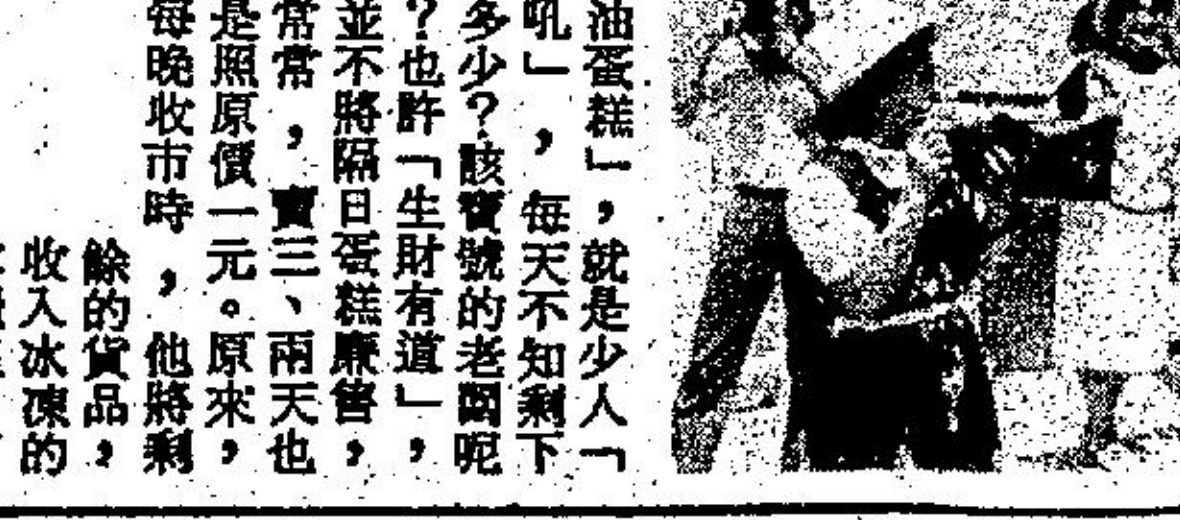 油蛋糕」，就是少人「
吼」，每天不知剩下
多少？該寶號的老闆呢
？也許「生財有道」，
並不將隔日蛋糕廉售，
常常，賣三、兩天也
是照原價一元。原來，
每晚收市時，他將剩
餘的貨品，
收入冰凍的